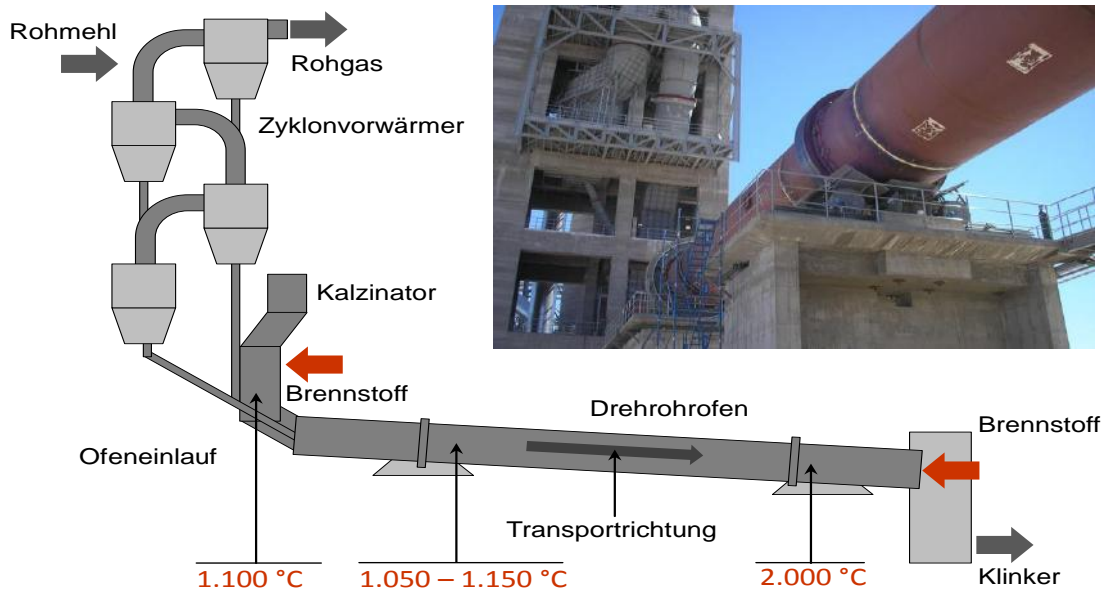 Rohmehl
Rohgas
Zyklonvorwärmer
Kalzinator
Brennstoff
Drehrohrofen
Brennstoff
Ofeneinlauf
Transportrichtung
1.100 °C
1.050 – 1.150 °C
2.000 °C
Klinker